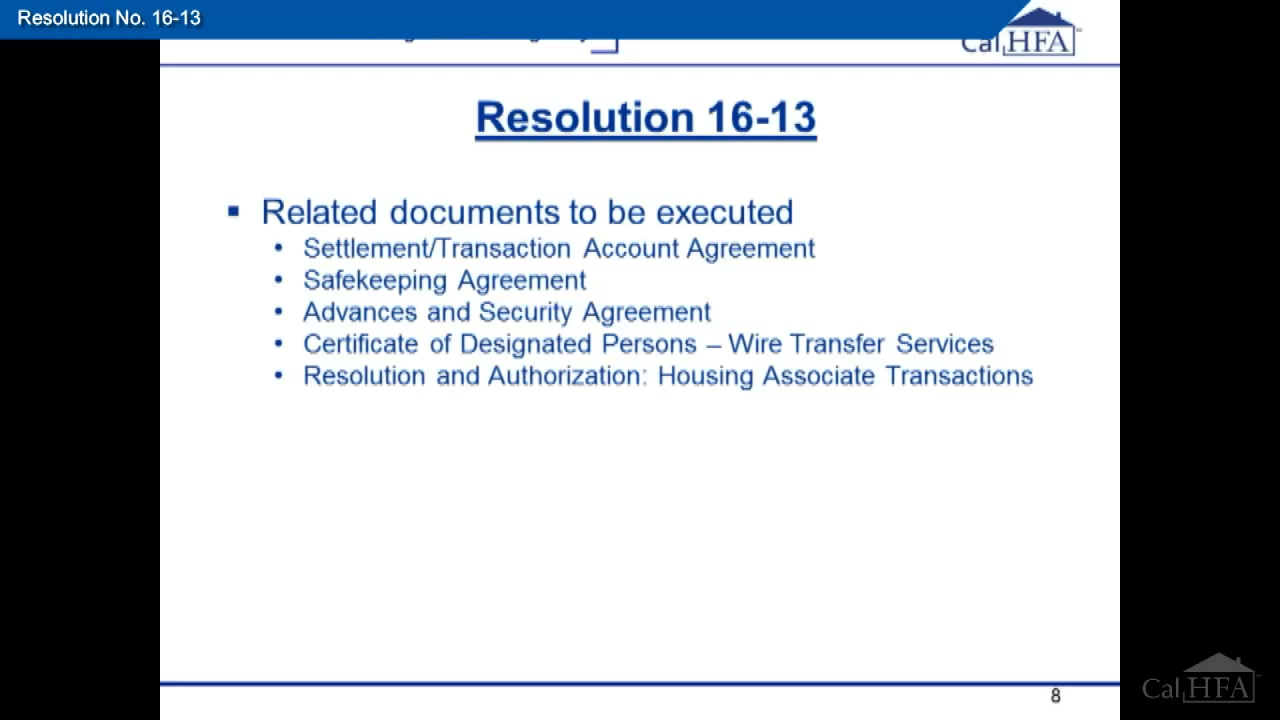 Resolution No. 16-13
CalHFA
Resolution 16-13
▪ Related documents to be executed
• Settlement/Transaction Account Agreement
• Safekeeping Agreement
• Advances and Security Agreement
• Certificate of Designated Persons – Wire Transfer Services
• Resolution and Authorization: Housing Associate Transactions
8
CalHFA